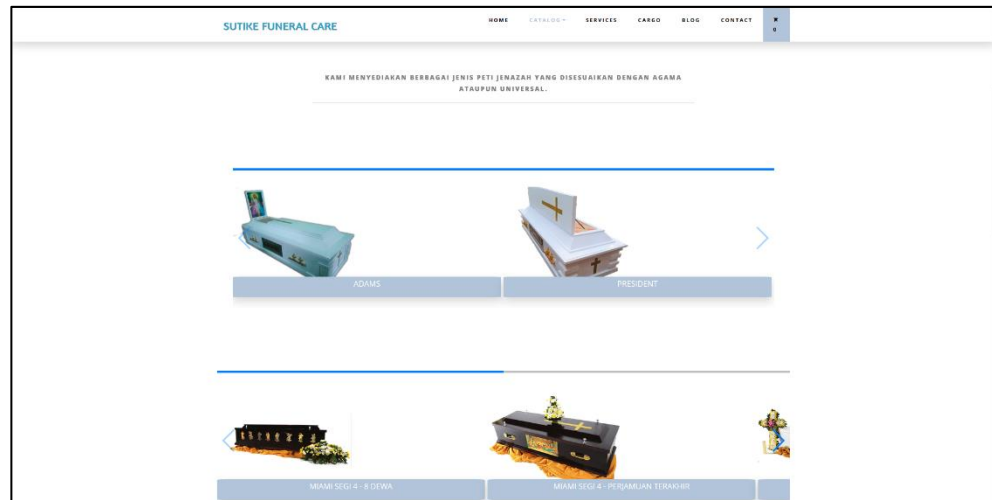 SUTIKE FUNERAL CARE
HOME CATALOG SERVICES CARGO BLOG CONTACT
0
KAMI MENYEDIAKAN BERBAGAI JENIS PETI JENAZAH YANG DISESUAIKAN DENGAN AGAMA
ATAUPUN UNIVERSAL.
ADAMS PRESIDENT
MIAMI SEGI 4 - 8 DEWA MIAMI SEGI 4 - PERJAMUAN TERAKHIR